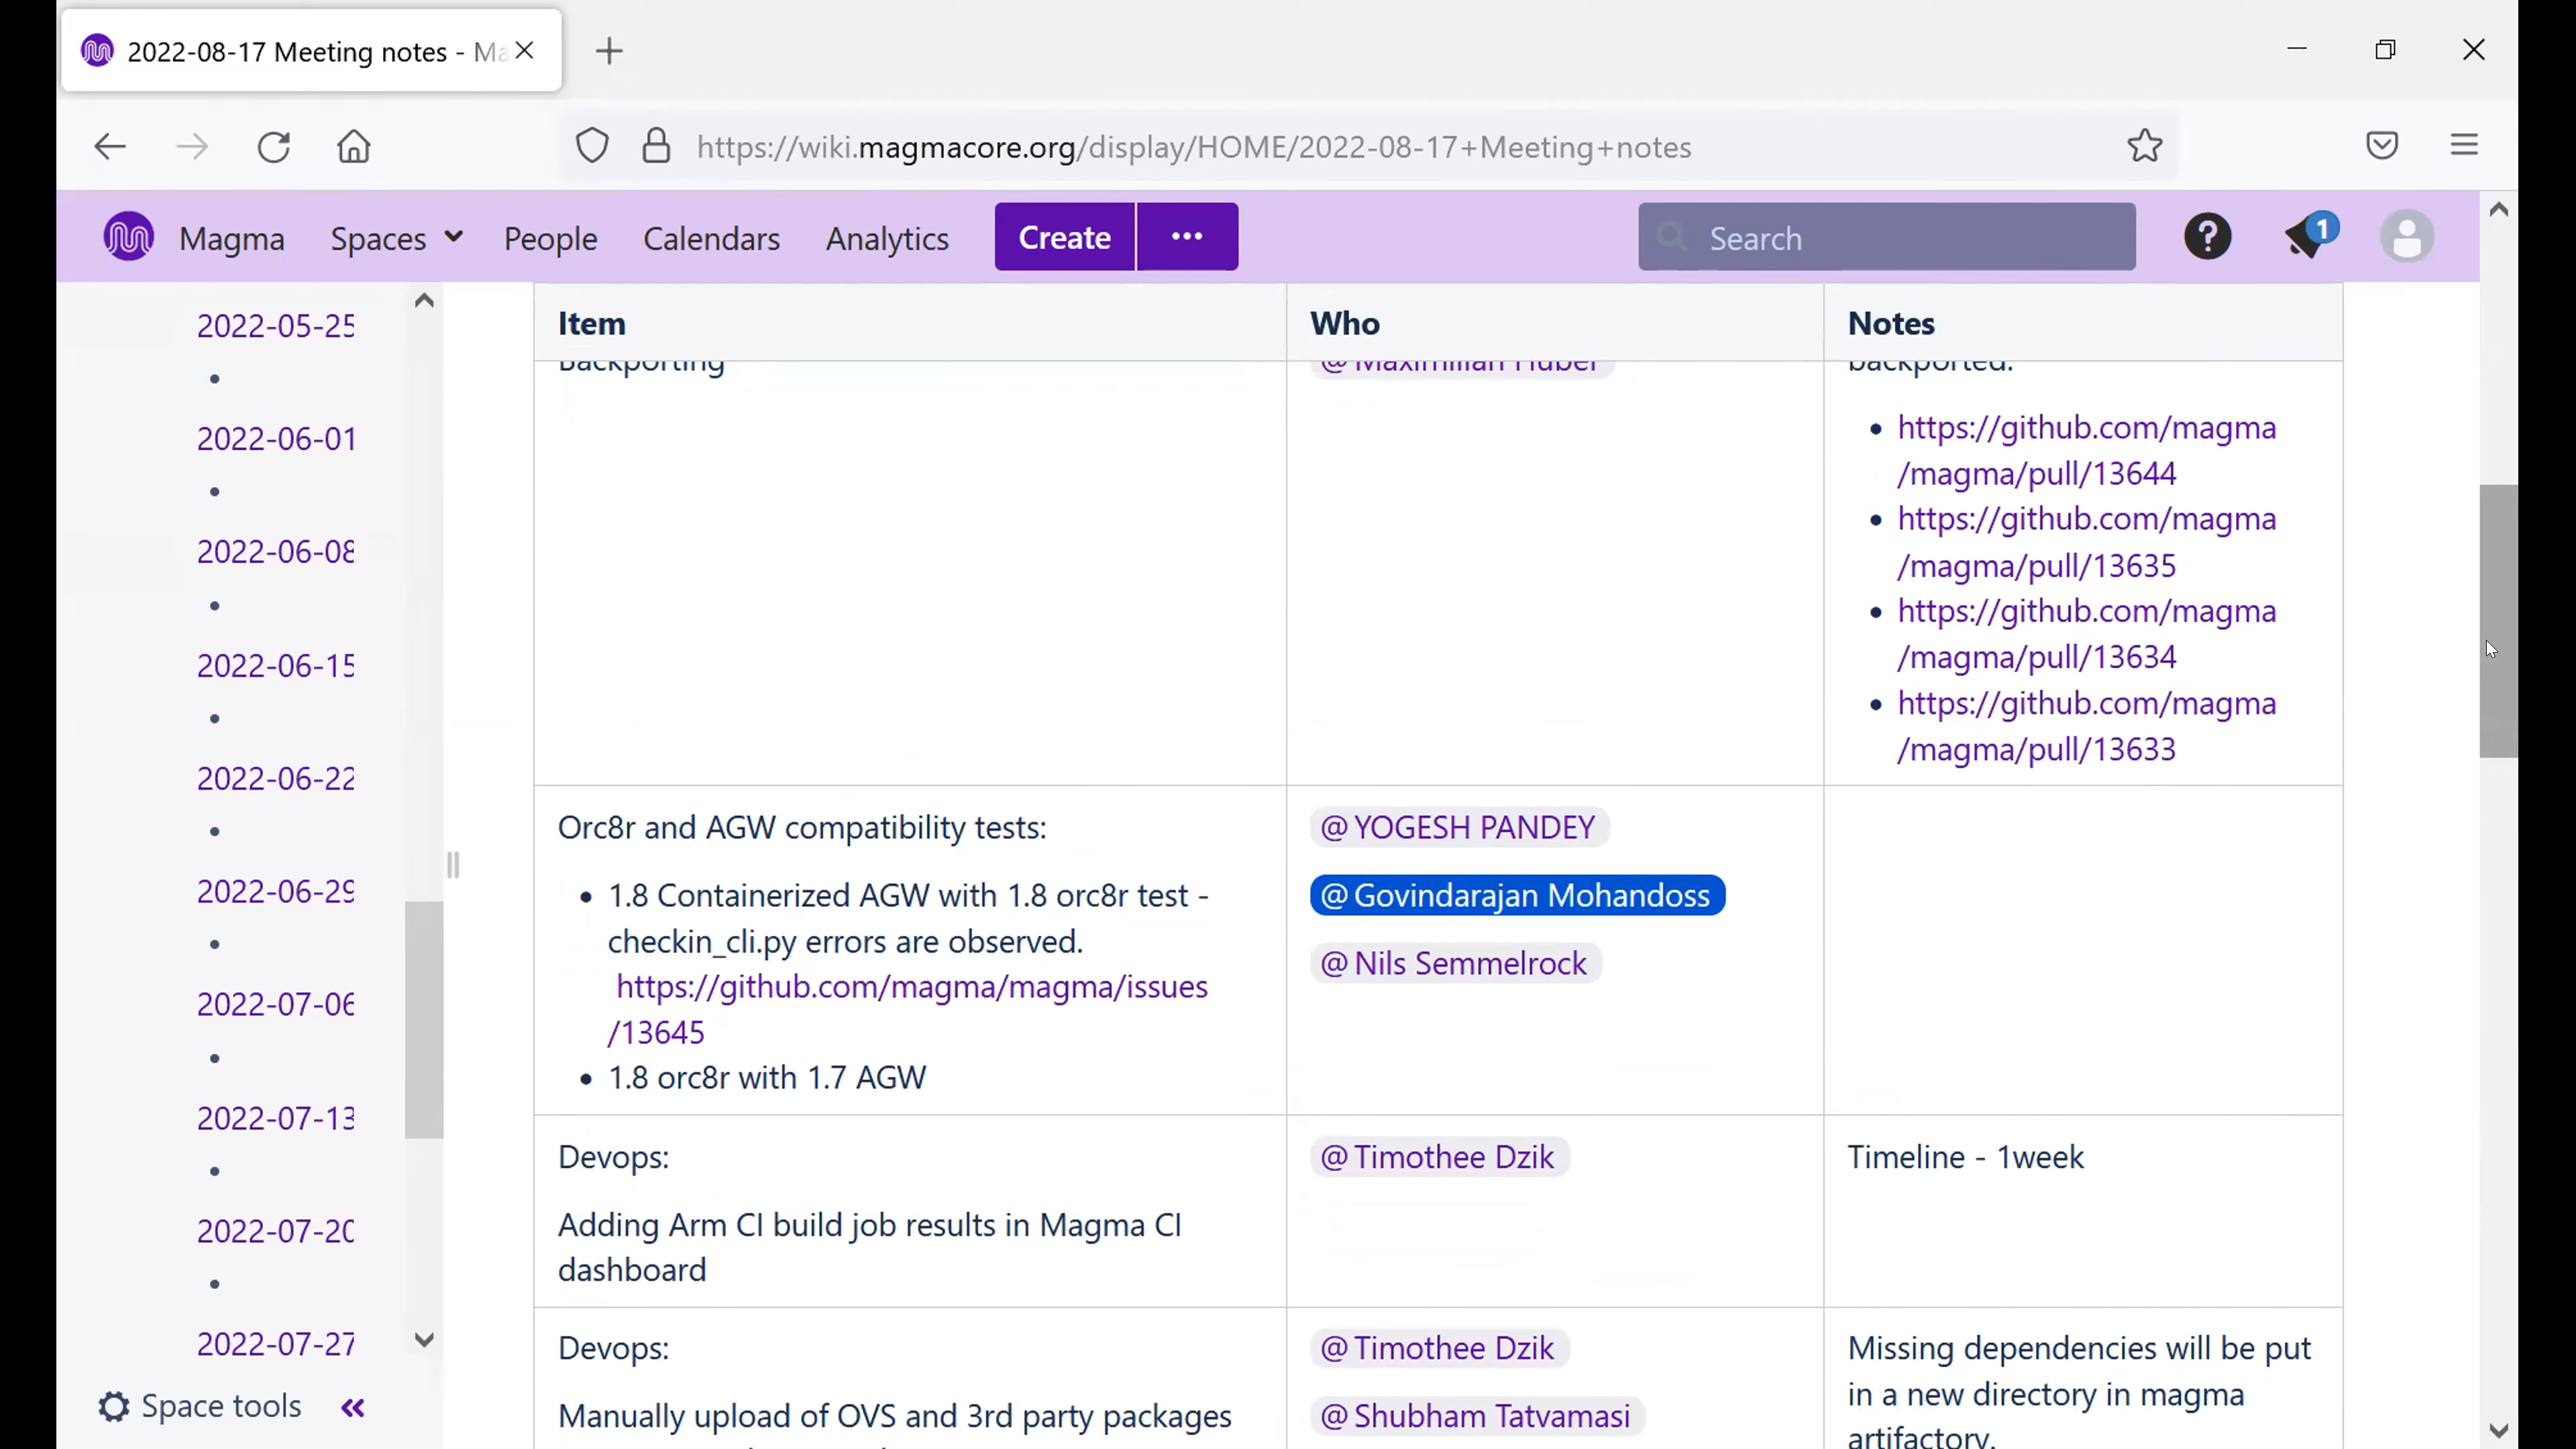 2022-08-17 Meeting notes - Ma
https://wiki.magmacore.org/display/HOME/2022-08-17+Meeting+notes
Magma Spaces People Calendars Analytics Create ••• Search ? 1
2022-05-25
2022-06-01
2022-06-08
2022-06-15
2022-06-22
2022-06-29
2022-07-06
2022-07-13
2022-07-20
2022-07-27
Space tools «
Item Who Notes
Backporting
@Maximilian Huber
backported.
• https://github.com/magma
/magma/pull/13644
• https://github.com/magma
/magma/pull/13635
• https://github.com/magma
/magma/pull/13634
• https://github.com/magma
/magma/pull/13633
Orc8r and AGW compatibility tests:
• 1.8 Containerized AGW with 1.8 orc8r test -
checkin_cli.py errors are observed.
https://github.com/magma/magma/issues
/13645
• 1.8 orc8r with 1.7 AGW
@YOGESH PANDEY
@Govindarajan Mohandoss
@Nils Semmelrock
Devops:
Adding Arm CI build job results in Magma CI
dashboard
@Timothee Dzik
Timeline - 1week
Devops:
Manually upload of OVS and 3rd party packages
@Timothee Dzik
@Shubham Tatvamasi
Missing dependencies will be put
in a new directory in magma
artifactory.